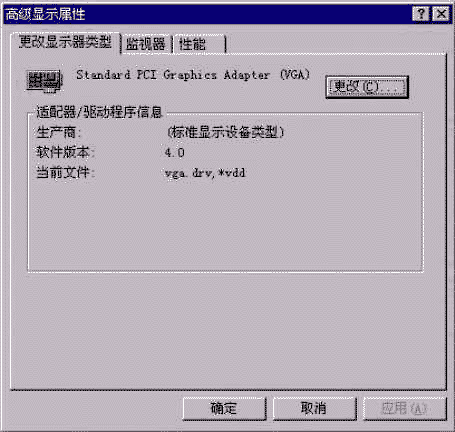 高级显示属性
更改显示器类型 监视器 性能
Standard PCI Graphics Adapter (VGA)
更改(C)...
适配器/驱动程序信息
生产商: (标准显示设备类型)
软件版本: 4.0
当前文件: vga.drv,*vdd
确定 取消 应用(A)